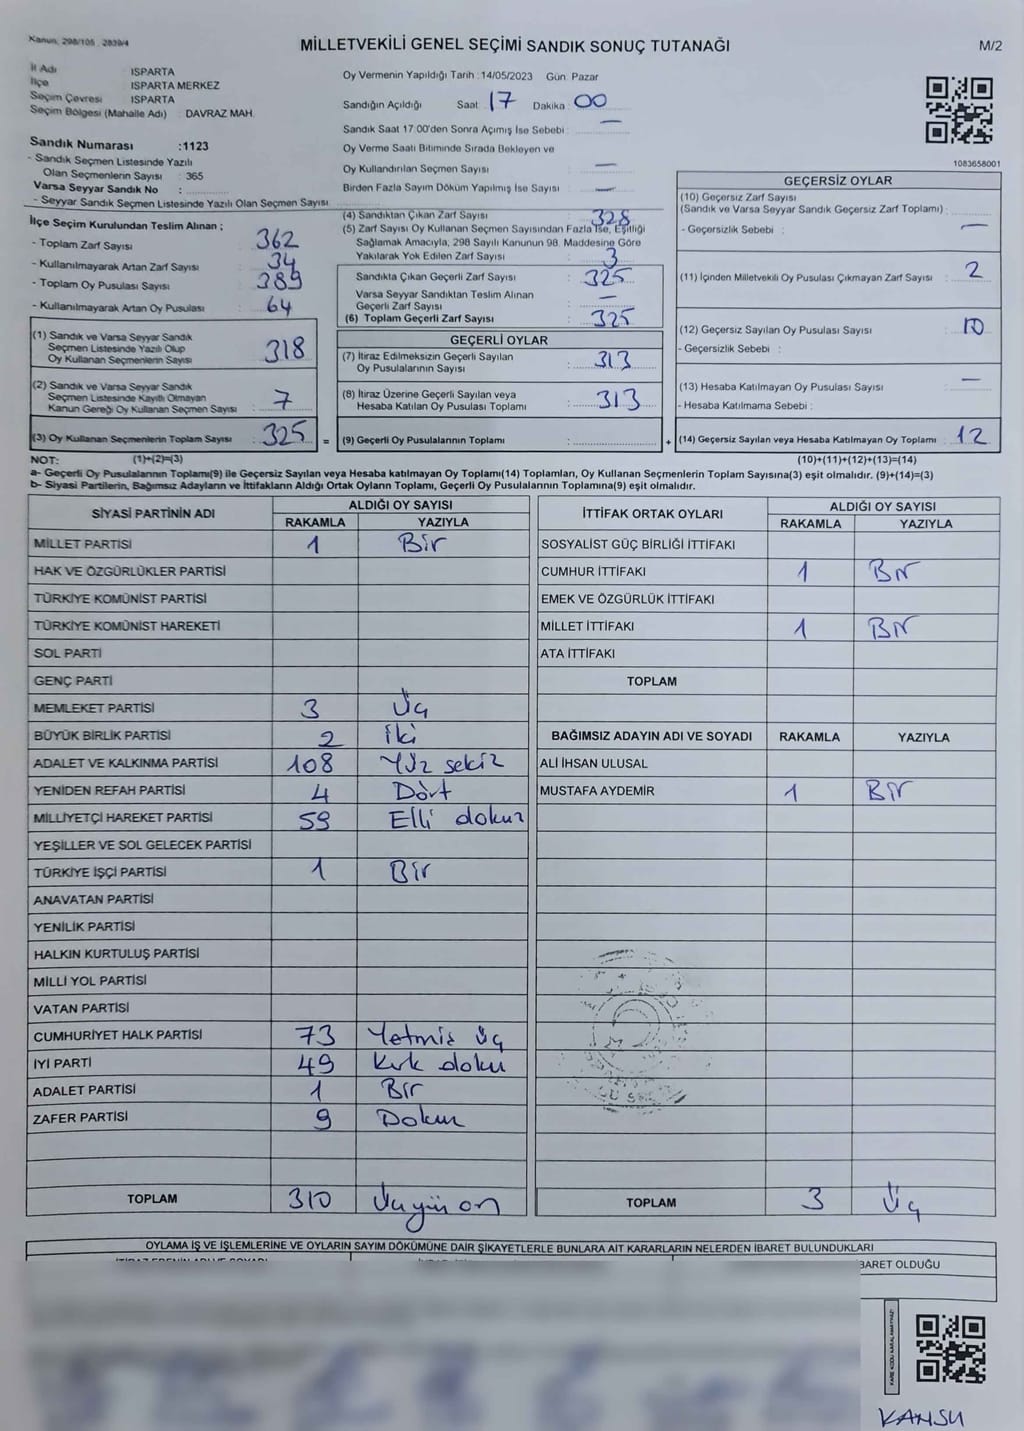 Kanun, 298/105 , 2839/4
MİLLETVEKİLİ GENEL SEÇİMİ SANDIK SONUÇ TUTANAĞI
M/2
İl Adı ISPARTA
İlçe ISPARTA MERKEZ
Seçim Çevresi ISPARTA
Seçim Bölgesi (Mahalle Adı) DAVRAZ MAH.
Sandık Numarası :1123
- Sandık Seçmen Listesinde Yazılı
Olan Seçmenlerin Sayısı : 365
Varsa Seyyar Sandık No :
- Seyyar Sandık Seçmen Listesinde Yazılı Olan Seçmen Sayısı
Oy Vermenin Yapıldığı Tarih :14/05/2023 Gün: Pazar
Sandığın Açıldığı Saat: 17 Dakika: 00
Sandık Saat 17:00'den Sonra Açımış İse Sebebi : —
Oy Verme Saati Bitiminde Sırada Bekleyen ve
Oy Kullandırılan Seçmen Sayısı : —
Birden Fazla Sayım Döküm Yapılmış İse Sayısı : —
1083658001
İlçe Seçim Kurulundan Teslim Alınan ;
- Toplam Zarf Sayısı : 362
- Kullanılmayarak Artan Zarf Sayısı : 34
- Toplam Oy Pusulası Sayısı : 389
- Kullanılmayarak Artan Oy Pusulası : 64
(1) Sandık ve Varsa Seyyar Sandık
Seçmen Listesinde Yazılı Olup
Oy Kullanan Seçmenlerin Sayısı : 318
(2) Sandık ve Varsa Seyyar Sandık
Seçmen Listesinde Kayıtlı Olmayan
Kanun Gereği Oy Kullanan Seçmen Sayısı : 7
(3) Oy Kullanan Seçmenlerin Toplam Sayısı : 325 =
(4) Sandıktan Çıkan Zarf Sayısı : 328
(5) Zarf Sayısı Oy Kullanan Seçmen Sayısından Fazla İse, Eşitliği
Sağlamak Amacıyla, 298 Sayılı Kanunun 98. Maddesine Göre
Yakılarak Yok Edilen Zarf Sayısı : 3
Sandıkta Çıkan Geçerli Zarf Sayısı : 325
Varsa Seyyar Sandıktan Teslim Alınan
Geçerli Zarf Sayısı : —
(6) Toplam Geçerli Zarf Sayısı : 325
GEÇERLİ OYLAR
(7) İtiraz Edilmeksizin Geçerli Sayılan
Oy Pusulalarının Sayısı : 313
(8) İtiraz Üzerine Geçerli Sayılan veya
Hesaba Katılan Oy Pusulası Toplamı : 313
(9) Geçerli Oy Pusulalarının Toplamı : +
GEÇERSİZ OYLAR
(10) Geçersiz Zarf Sayısı
(Sandık ve Varsa Seyyar Sandık Geçersiz Zarf Toplamı) :
- Geçersizlik Sebebi : —
(11) İçinden Milletvekili Oy Pusulası Çıkmayan Zarf Sayısı : 2
(12) Geçersiz Sayılan Oy Pusulası Sayısı : 10
- Geçersizlik Sebebi :
(13) Hesaba Katılmayan Oy Pusulası Sayısı : —
- Hesaba Katılmama Sebebi :
(14) Geçersiz Sayılan veya Hesaba Katılmayan Oy Toplamı : 12
NOT: (1)+(2)=(3) (10)+(11)+(12)+(13)=(14)
a- Geçerli Oy Pusulalarının Toplamı(9) ile Geçersiz Sayılan veya Hesaba katılmayan Oy Toplamı(14) Toplamları, Oy Kullanan Seçmenlerin Toplam Sayısına(3) eşit olmalıdır. (9)+(14)=(3)
b- Siyasi Partilerin, Bağımsız Adayların ve İttifakların Aldığı Ortak Oyların Toplamı, Geçerli Oy Pusulalarının Toplamına(9) eşit olmalıdır.
SİYASİ PARTİNİN ADI ALDIĞI OY SAYISI
RAKAMLA YAZIYLA
MİLLET PARTİSİ 1 Bir
HAK VE ÖZGÜRLÜKLER PARTİSİ
TÜRKİYE KOMÜNİST PARTİSİ
TÜRKİYE KOMÜNİST HAREKETİ
SOL PARTİ
GENÇ PARTİ
MEMLEKET PARTİSİ 3 Üç
BÜYÜK BİRLİK PARTİSİ 2 iki
ADALET VE KALKINMA PARTİSİ 108 Yüz sekiz
YENİDEN REFAH PARTİSİ 4 Dört
MİLLİYETÇİ HAREKET PARTİSİ 59 Elli dokuz
YEŞİLLER VE SOL GELECEK PARTİSİ
TÜRKİYE İŞÇİ PARTİSİ 1 Bir
ANAVATAN PARTİSİ
YENİLİK PARTİSİ
HALKIN KURTULUŞ PARTİSİ
MİLLİ YOL PARTİSİ
VATAN PARTİSİ
CUMHURİYET HALK PARTİSİ 73 Yetmiş üç
İYİ PARTİ 49 Kırk doku
ADALET PARTİSİ 1 Bir
ZAFER PARTİSİ 9 Dokuz
TOPLAM 310 Üçyüz on
İTTİFAK ORTAK OYLARI ALDIĞI OY SAYISI
RAKAMLA YAZIYLA
SOSYALİST GÜÇ BİRLİĞİ İTTİFAKI
CUMHUR İTTİFAKI 1 Bir
EMEK VE ÖZGÜRLÜK İTTİFAKI
MİLLET İTTİFAKI 1 Bir
ATA İTTİFAKI
TOPLAM
BAĞIMSIZ ADAYIN ADI VE SOYADI RAKAMLA YAZIYLA
ALİ İHSAN ULUSAL
MUSTAFA AYDEMİR 1 Bir
TOPLAM 3 Üç
OYLAMA İŞ VE İŞLEMLERİNE VE OYLARIN SAYIM DÖKÜMÜNE DAİR ŞİKAYETLERLE BUNLARA AİT KARARLARIN NELERDEN İBARET BULUNDUKLARI
BARET OLDUĞU
KANSU